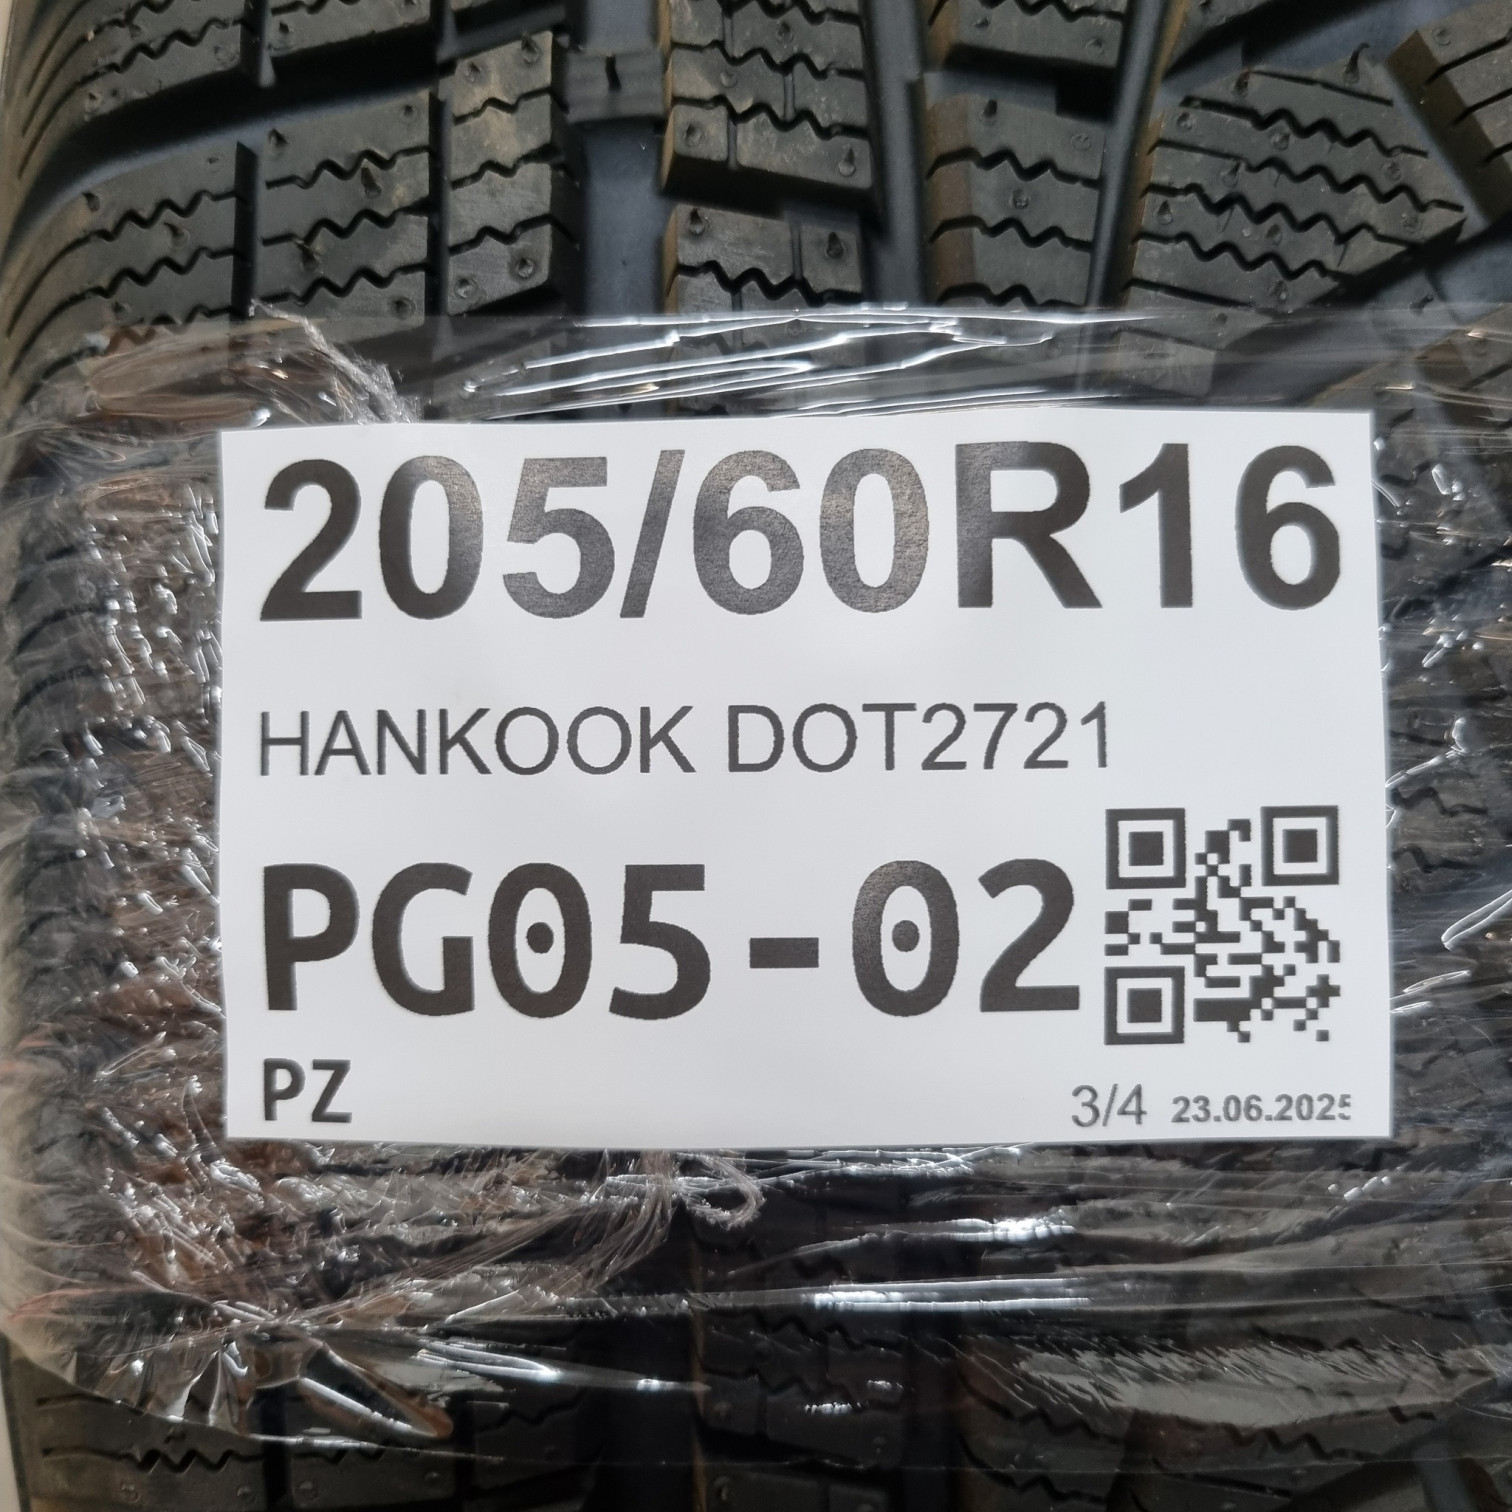 205/60R16
HANKOOK DOT2721
PG05-02
PZ
3/4 23.06.2025